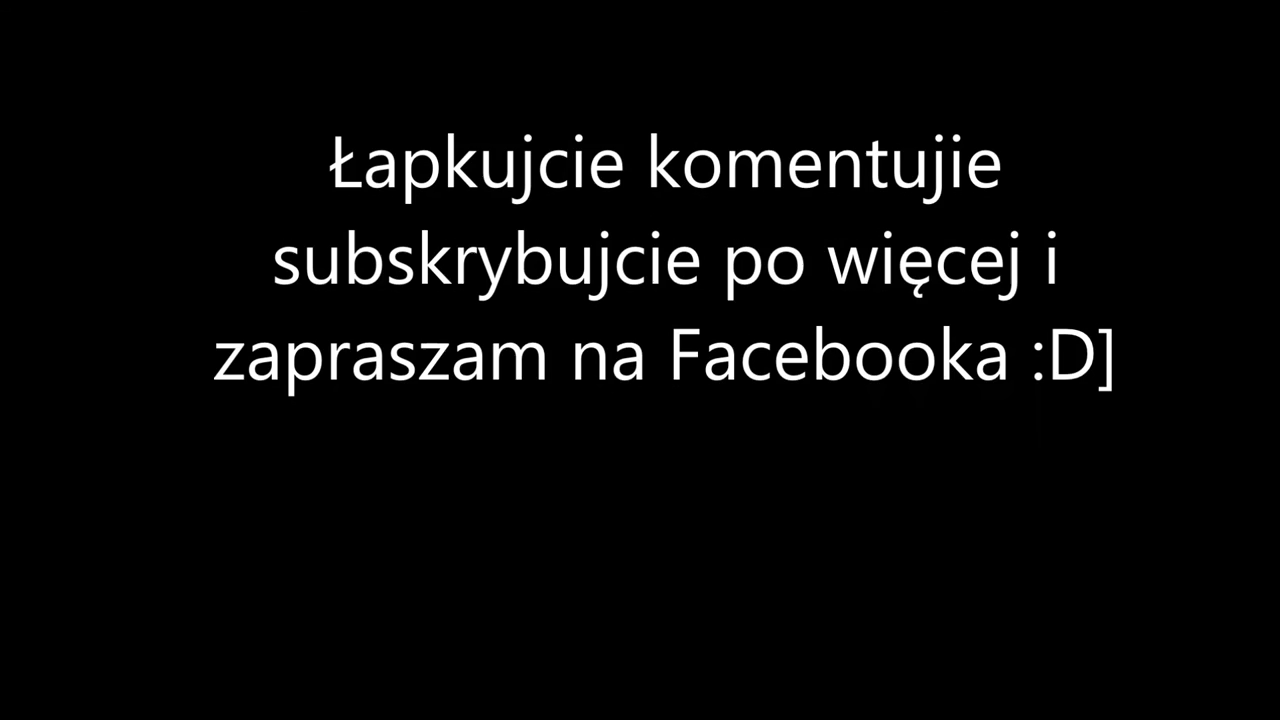 Łapkujcie komentujie
subskrybujcie po więcej i
zapraszam na Facebooka :D]